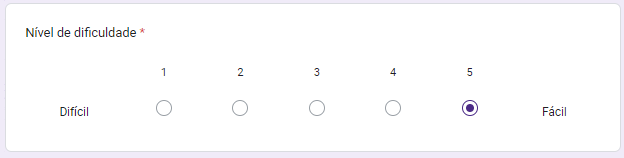 Nível de dificuldade *
1 2 3 4 5
Difícil Fácil